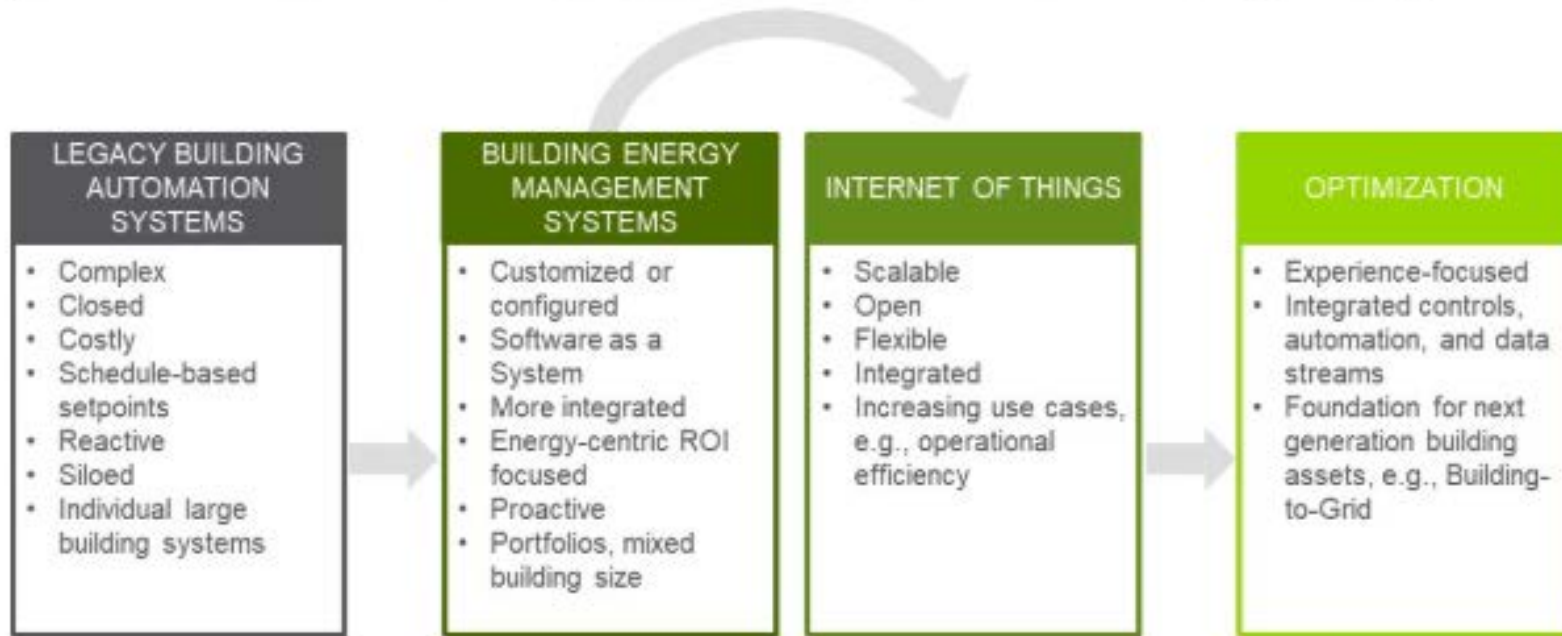 LEGACY BUILDING
AUTOMATION
SYSTEMS
• Complex
• Closed
• Costly
• Schedule-based
setpoints
• Reactive
• Siloed
• Individual large
building systems
BUILDING ENERGY
MANAGEMENT
SYSTEMS
• Customized or
configured
• Software as a
System
• More integrated
• Energy-centric ROI
focused
• Proactive
• Portfolios, mixed
building size
INTERNET OF THINGS
• Scalable
• Open
• Flexible
• Integrated
• Increasing use cases,
e.g., operational
efficiency
OPTIMIZATION
• Experience-focused
• Integrated controls,
automation, and data
streams
• Foundation for next
generation building
assets, e.g., Building-
to-Grid